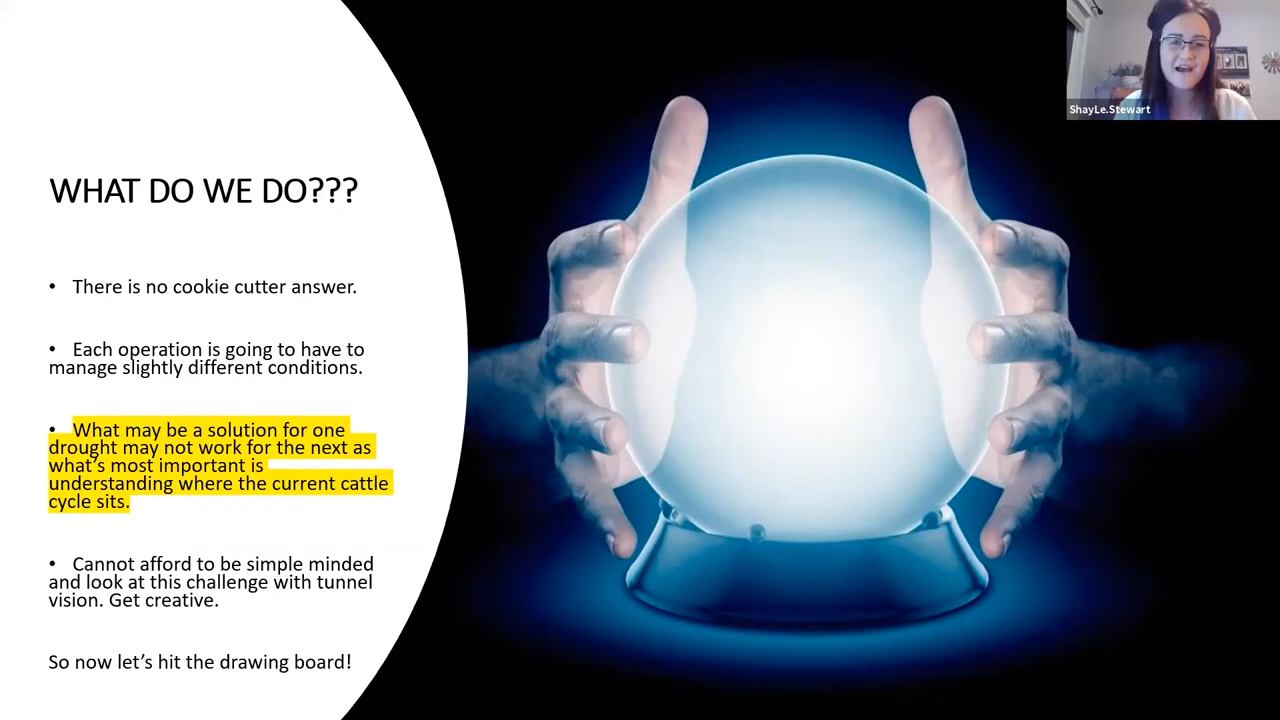 ShayLe.Stewart
WHAT DO WE DO???
• There is no cookie cutter answer.
• Each operation is going to have to
manage slightly different conditions.
• What may be a solution for one
drought may not work for the next as
what's most important is
understanding where the current cattle
cycle sits.
• Cannot afford to be simple minded
and look at this challenge with tunnel
vision. Get creative.
So now let's hit the drawing board!